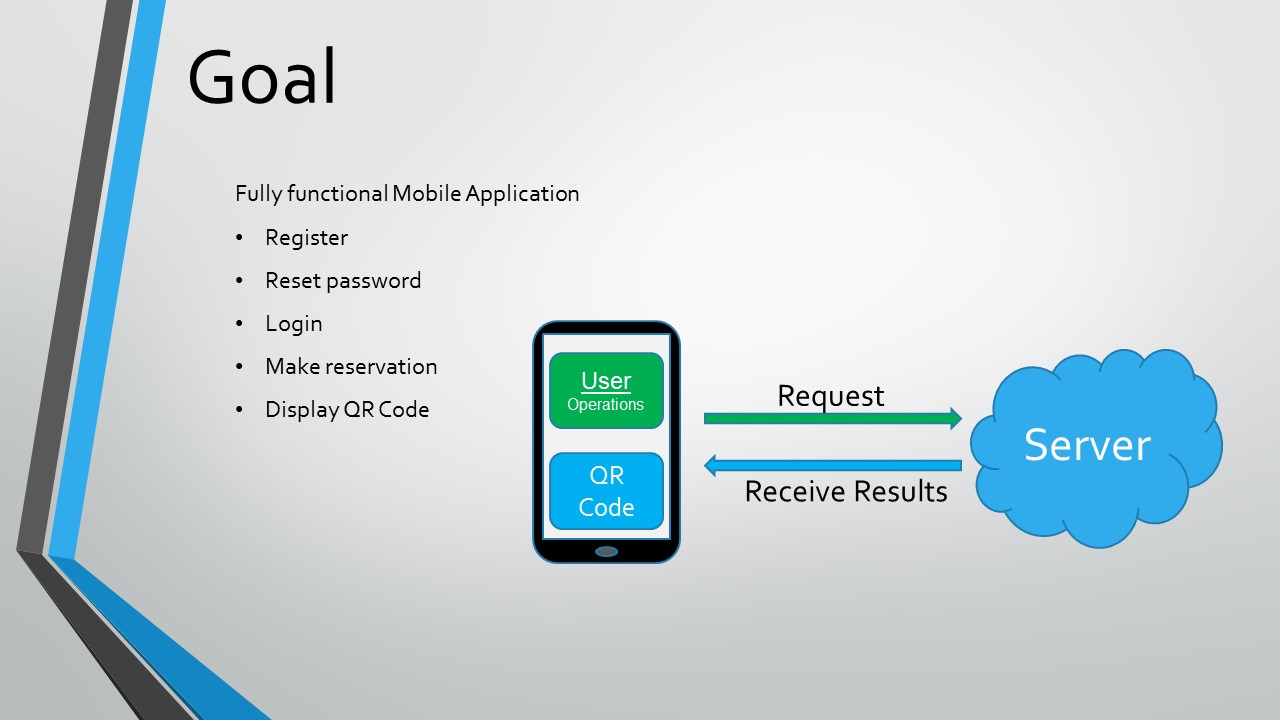 Goal
Fully functional Mobile Application
• Register
• Reset password
• Login
• Make reservation
• Display QR Code
User
Operations
QR
Code
Request
Receive Results
Server